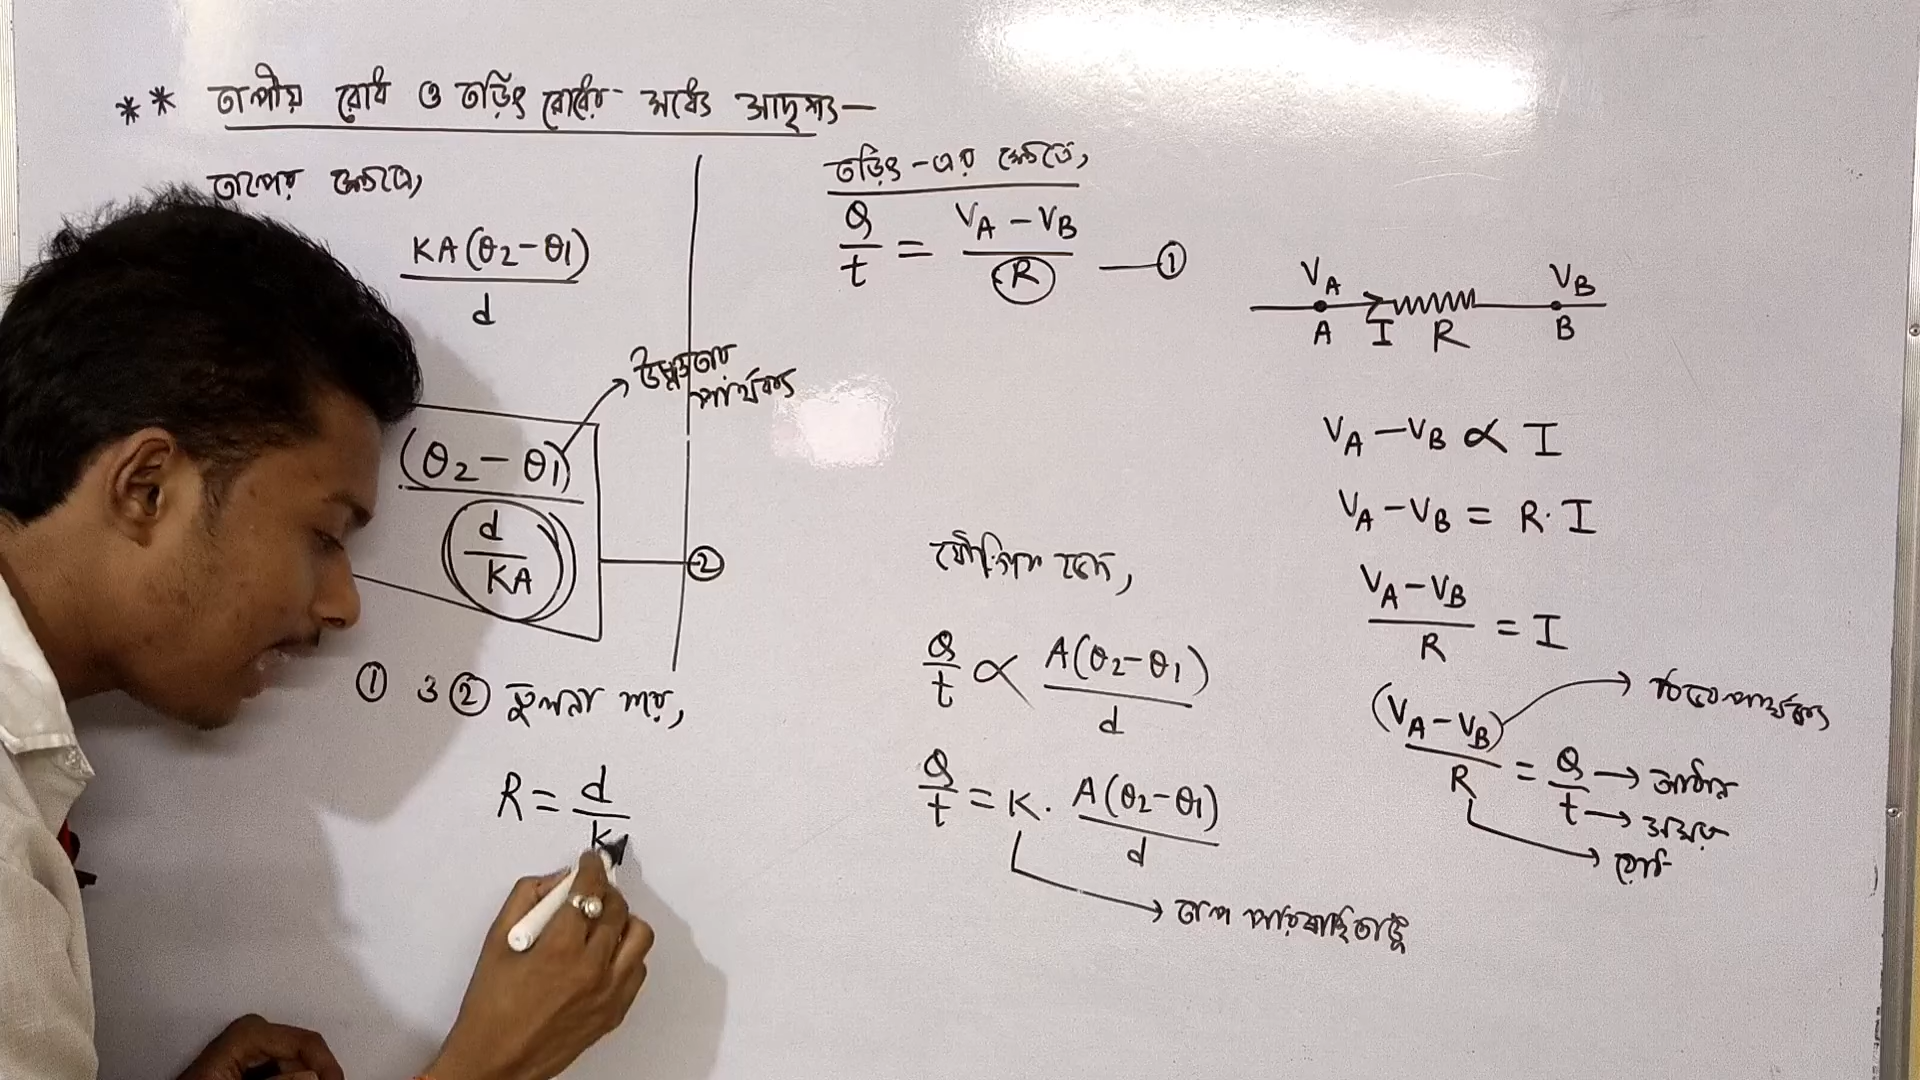 ** তাপীয় রোধ ও তড়িৎ রোধের মধ্যে সাদৃশ্য—
তাপের ক্ষেত্রে,
KA(θ2-θ1)
d
উষ্ণতার
পার্থক্য
(θ2-θ1)
d
KA
②
① ও ② তুলনা করে,
R = d
K
তড়িৎ-এর ক্ষেত্রে,
Q/t = (VA - VB)/R —①
VA VB
A I R B
VA - VB ∝ I
VA - VB = R·I
(VA - VB)/R = I
(VA - VB)/R = Q/t
বিভবপার্থক্য
→ আধান
→ সময়
→ রোধ
যৌগিক ভেদে,
Q/t ∝ A(θ2-θ1)/d
Q/t = K. A(θ2-θ1)/d
→ তাপ পরিবাহিতাঙ্ক